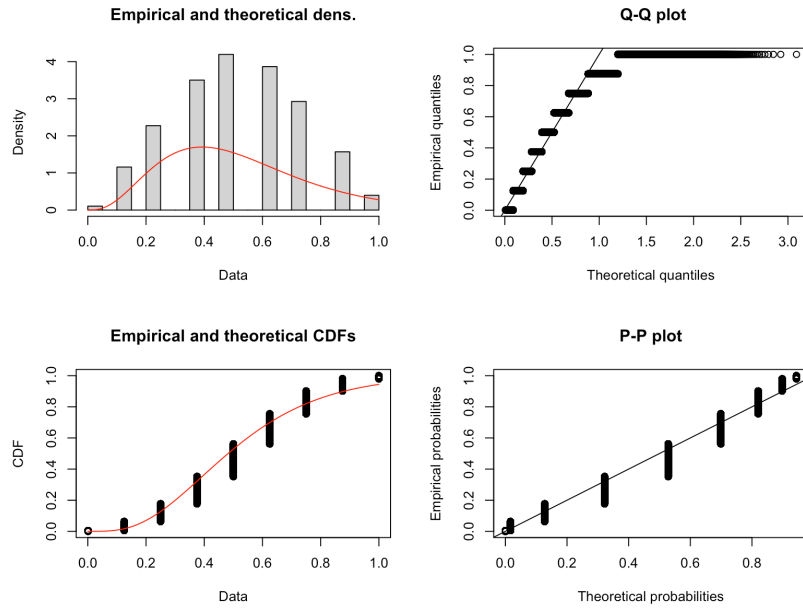 Empirical and theoretical dens.
Density
0 1 2 3 4
0.0 0.2 0.4 0.6 0.8 1.0
Data
Q-Q plot
Empirical quantiles
0.0 0.2 0.4 0.6 0.8 1.0
0.0 0.5 1.0 1.5 2.0 2.5 3.0
Theoretical quantiles
Empirical and theoretical CDFs
CDF
0.0 0.2 0.4 0.6 0.8 1.0
0.0 0.2 0.4 0.6 0.8 1.0
Data
P-P plot
Empirical probabilities
0.0 0.2 0.4 0.6 0.8 1.0
0.0 0.2 0.4 0.6 0.8
Theoretical probabilities